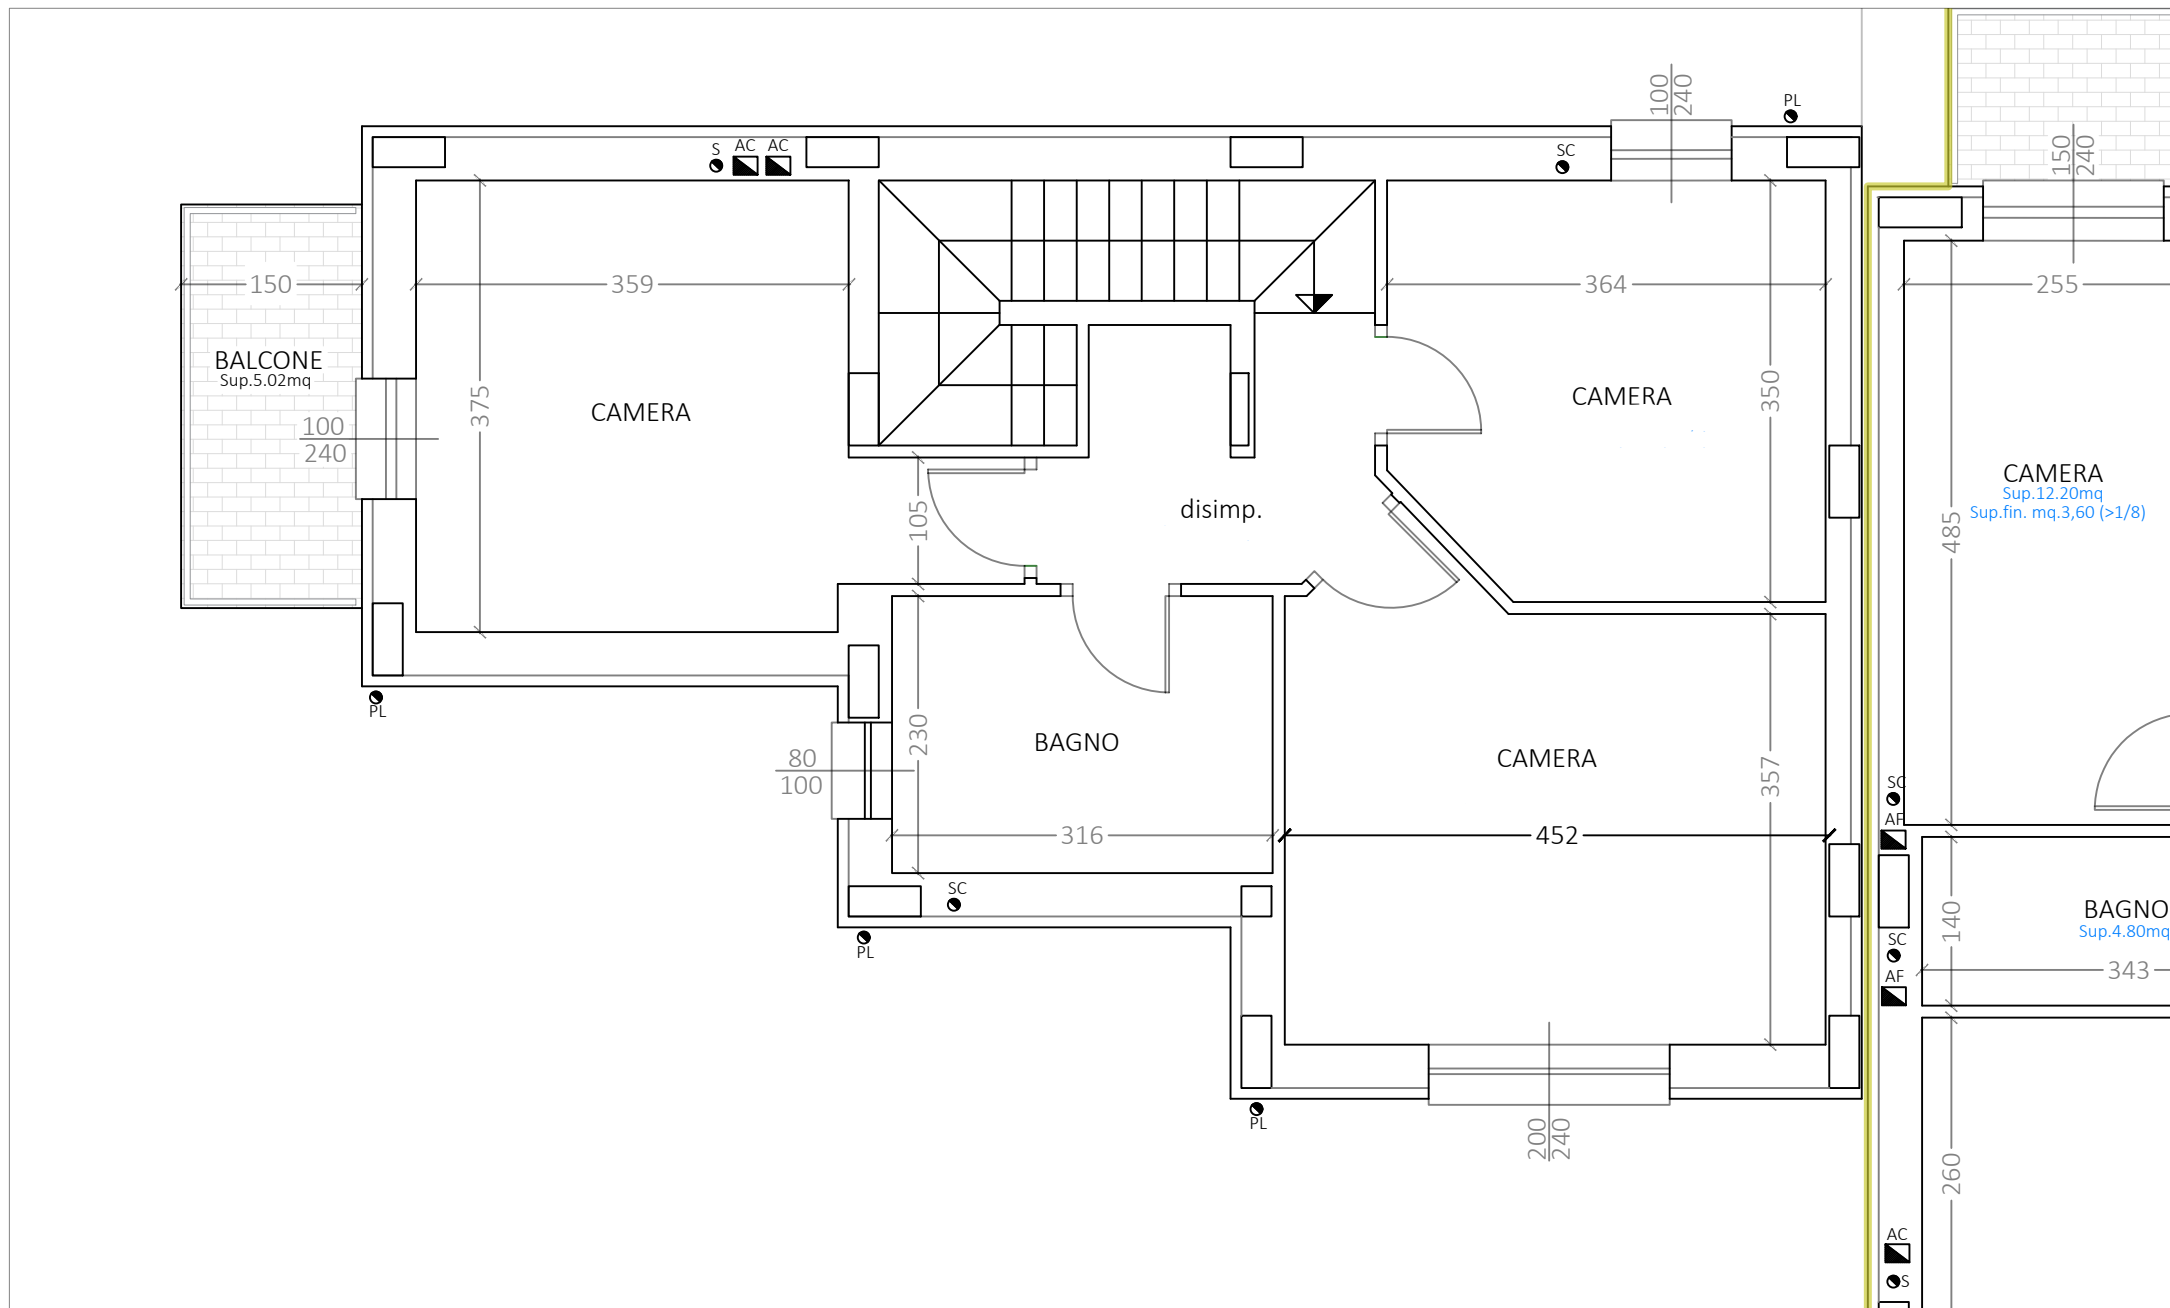 100
240
PL
S
AC
AC
SC
150
240
150
359
364
255
BALCONE
Sup.5.02mq
375
CAMERA
350
CAMERA
100
240
CAMERA
Sup.12.20mq
Sup.fin. mq.3,60 (>1/8)
485
105
disimp.
PL
230
BAGNO
80
100
CAMERA
357
SC
AF
316
452
SC
PL
BAGNO
Sup.4.80mq
140
SC
343
AF
PL
200
240
260
AC
S